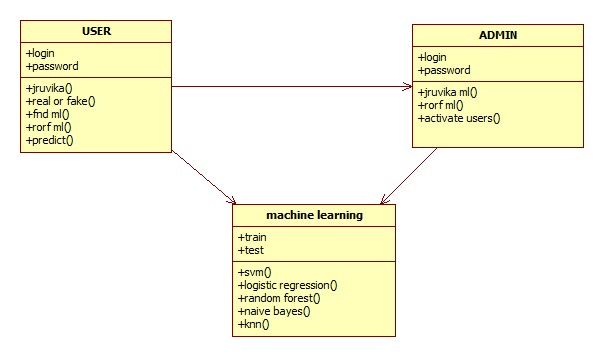 USER
+login
+password
+jruvika()
+real or fake()
+fnd ml()
+rorf ml()
+predict()
ADMIN
+login
+password
+jruvika ml()
+rorf ml()
+activate users()
machine learning
+train
+test
+svm()
+logistic regression()
+random forest()
+naive bayes()
+knn()